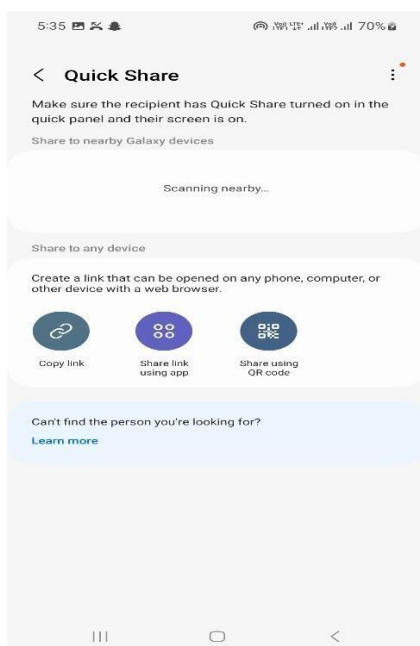 5:35 70%
Quick Share
Make sure the recipient has Quick Share turned on in the
quick panel and their screen is on.
Share to nearby Galaxy devices
Scanning nearby...
Share to any device
Create a link that can be opened on any phone, computer, or
other device with a web browser.
Copy link
Share link
using app
Share using
QR code
Can't find the person you're looking for?
Learn more